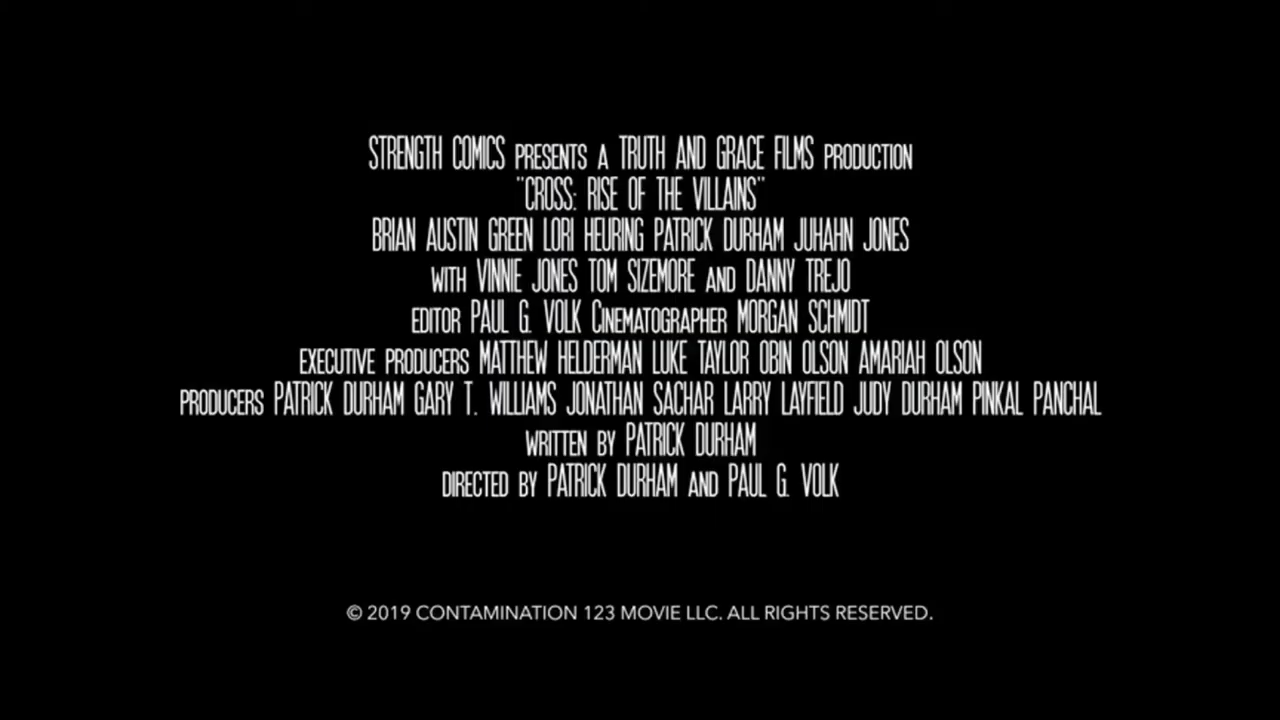 STRENGTH COMICS PRESENTS A TRUTH AND GRACE FILMS PRODUCTION
"CROSS: RISE OF THE VILLAINS"
BRIAN AUSTIN GREEN LORI HEURING PATRICK DURHAM JUHAHN JONES
WITH VINNIE JONES TOM SIZEMORE AND DANNY TREJO
EDITOR PAUL G. VOLK CINEMATOGRAPHER MORGAN SCHMIDT
EXECUTIVE PRODUCERS MATTHEW HELDERMAN LUKE TAYLOR OBIN OLSON AMARIAH OLSON
PRODUCERS PATRICK DURHAM GARY T. WILLIAMS JONATHAN SACHAR LARRY LAYFIELD JUDY DURHAM PINKAL PANCHAL
WRITTEN BY PATRICK DURHAM
DIRECTED BY PATRICK DURHAM AND PAUL G. VOLK
© 2019 CONTAMINATION 123 MOVIE LLC. ALL RIGHTS RESERVED.